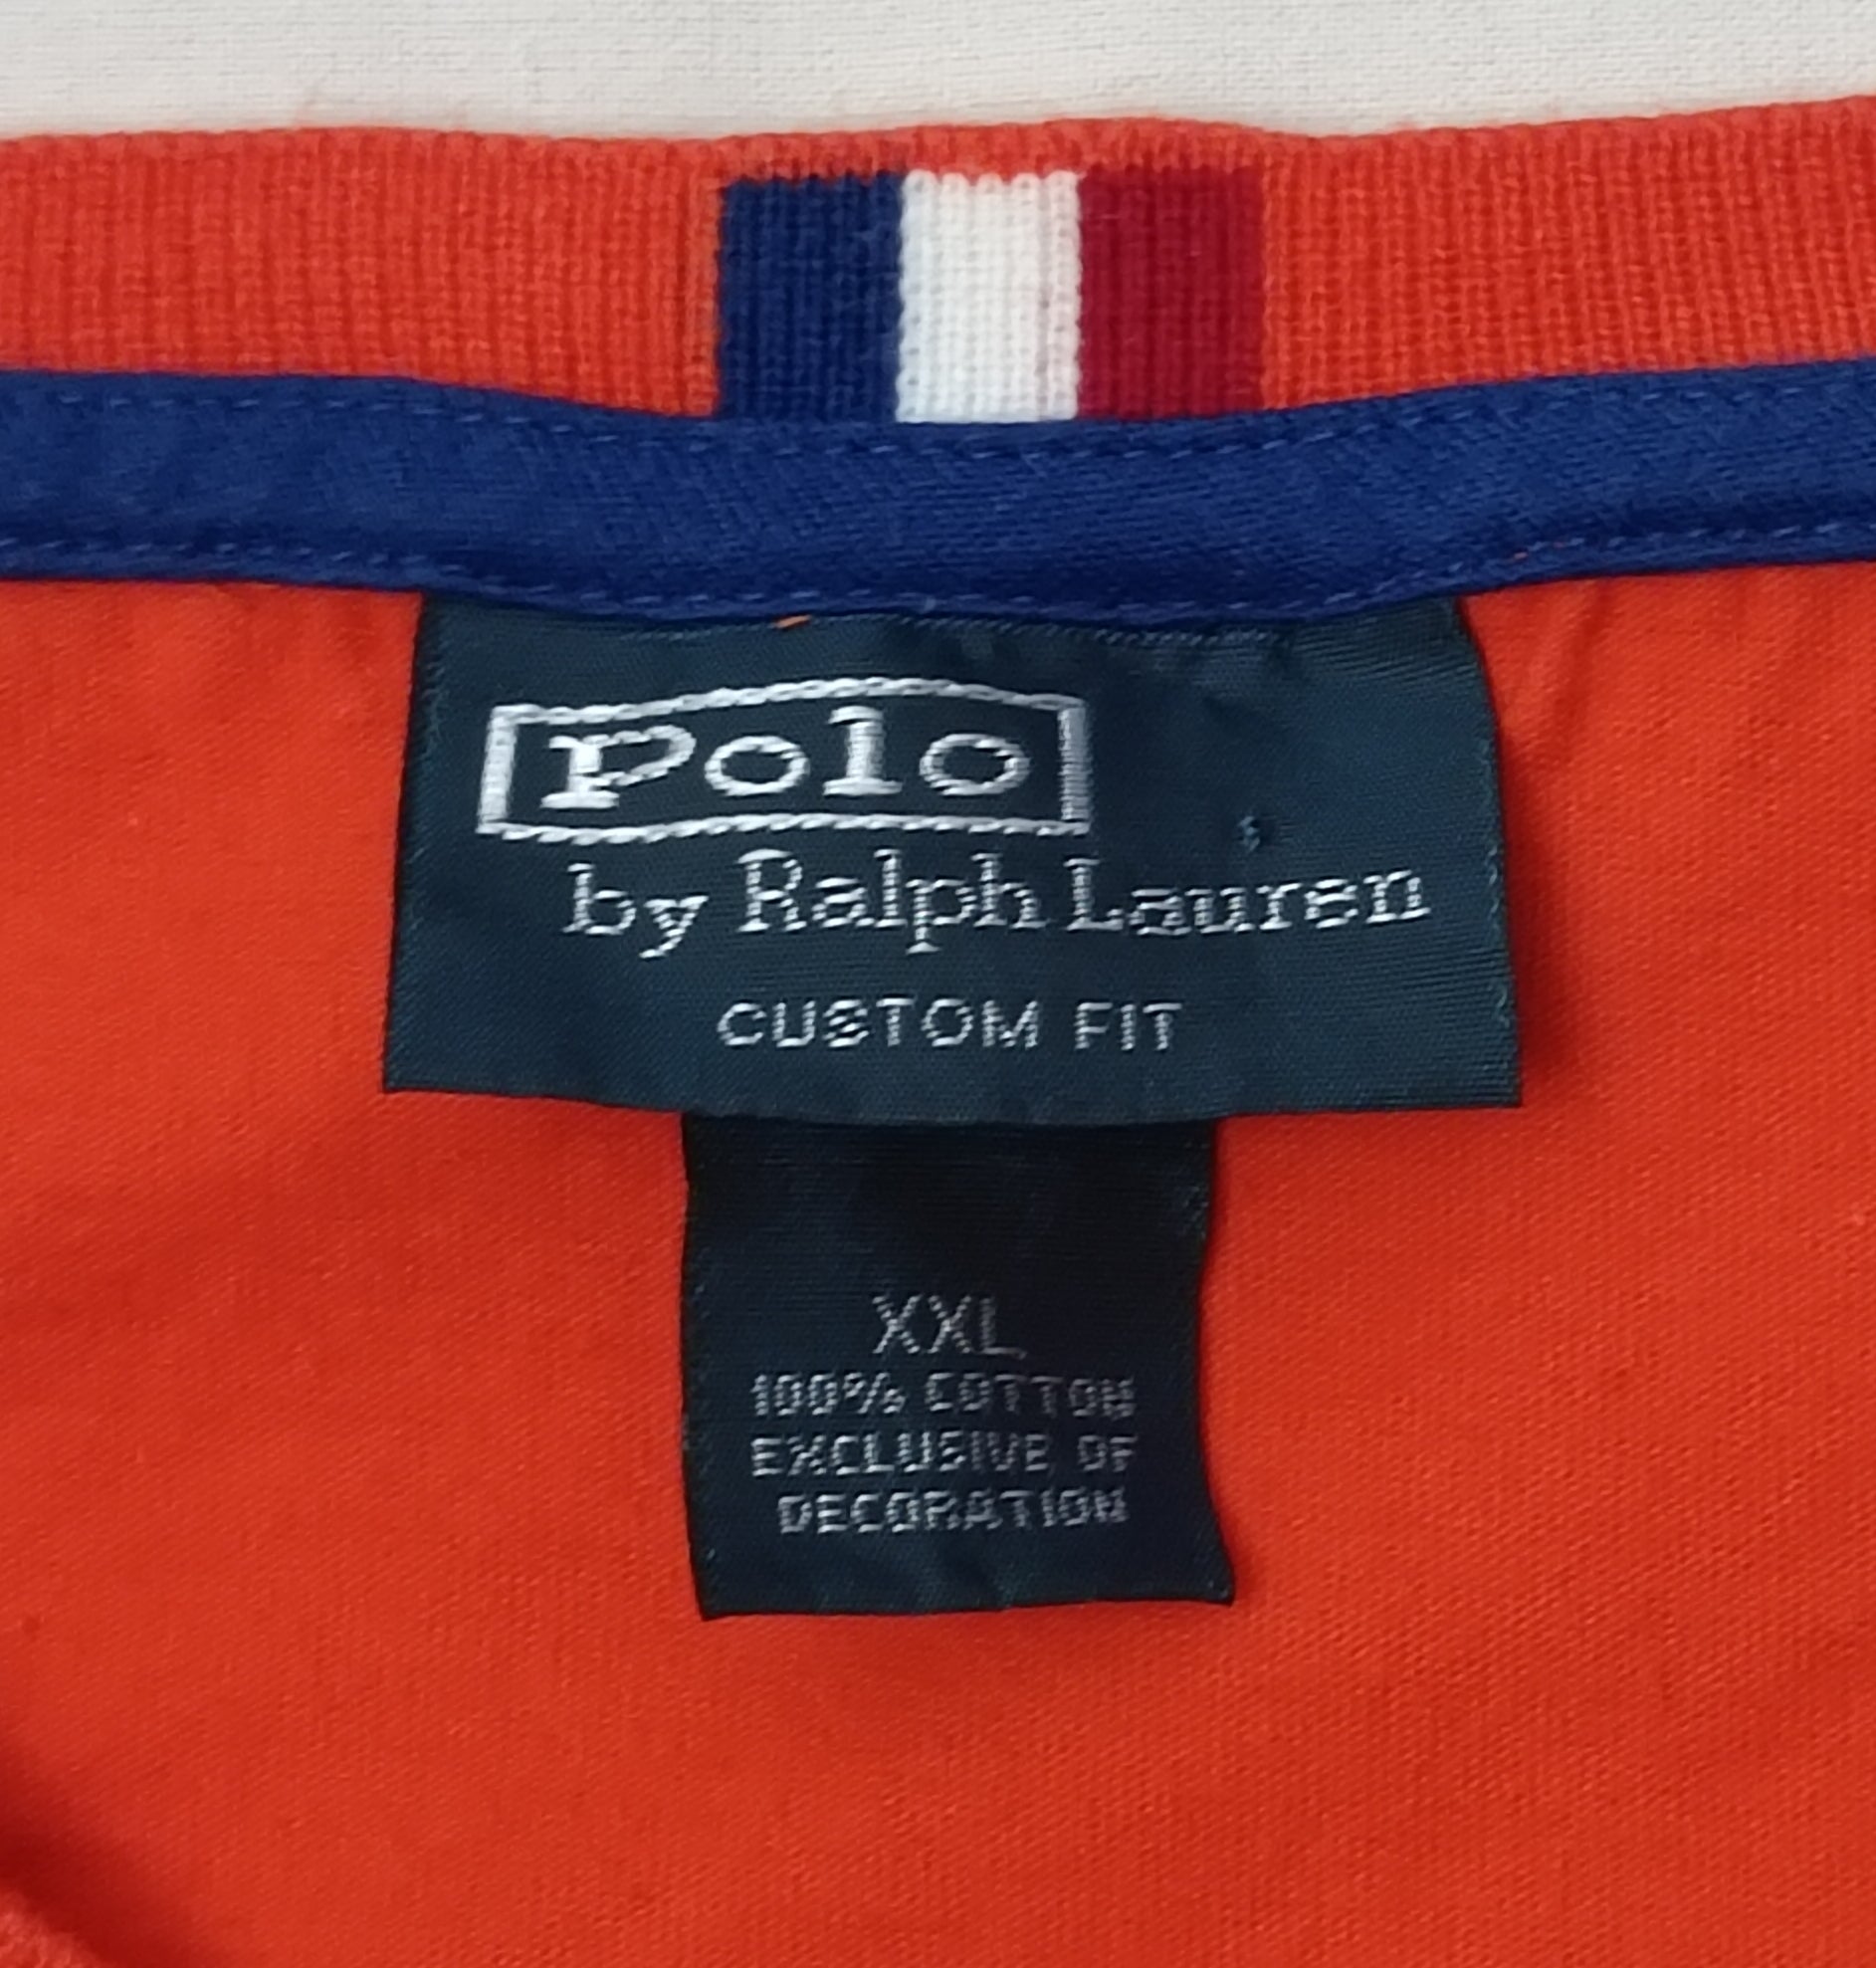 Polo
by Ralph Lauren
CUSTOM FIT
XXL
100% COTTON
EXCLUSIVE OF
DECORATION